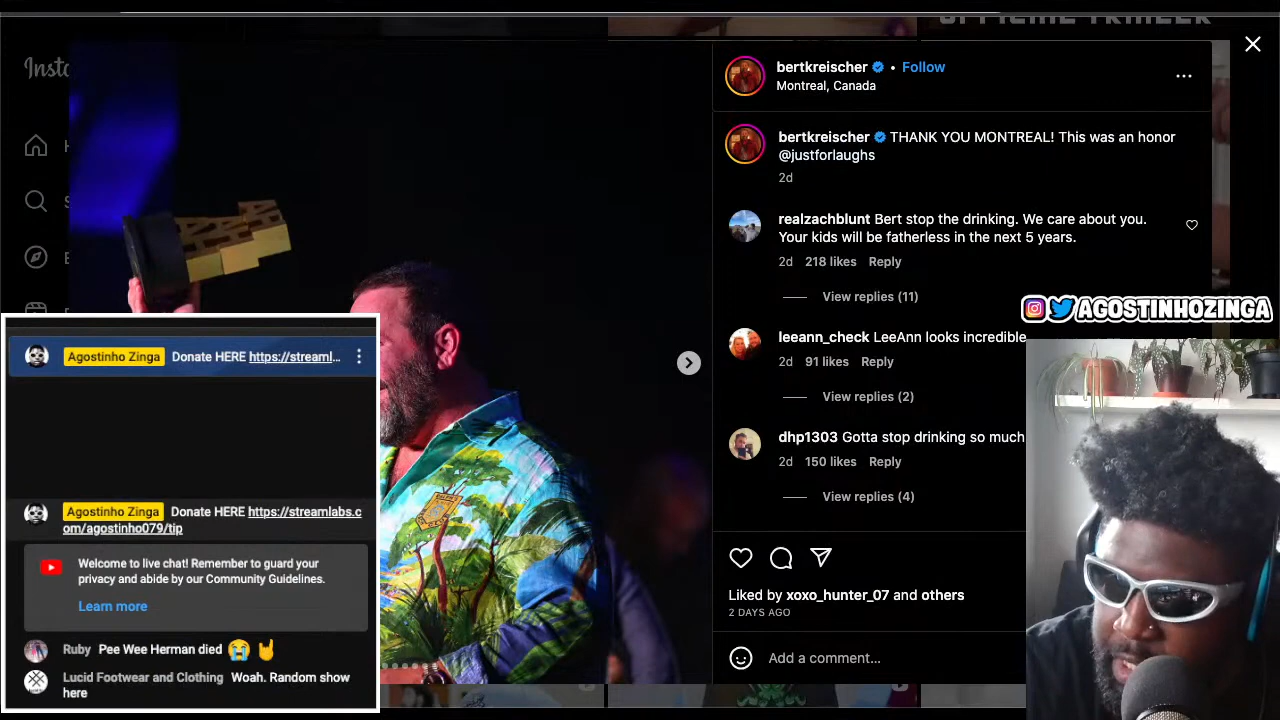 OFFICIAL TRAILER
Insta
bertkreischer • Follow
Montreal, Canada
bertkreischer THANK YOU MONTREAL! This was an honor
@justforlaughs
2d
realzachblunt Bert stop the drinking. We care about you.
Your kids will be fatherless in the next 5 years.
2d 218 likes Reply
View replies (11)
AGOSTINHOZINGA
leeann_check LeeAnn looks incredible
2d 91 likes Reply
View replies (2)
dhp1303 Gotta stop drinking so much
2d 150 likes Reply
View replies (4)
Liked by xoxo_hunter_07 and others
2 DAYS AGO
Add a comment...
Agostinho Zinga Donate HERE https://streaml...
Agostinho Zinga Donate HERE https://streamlabs.c
om/agostinho079/tip
Welcome to live chat! Remember to guard your
privacy and abide by our Community Guidelines.
Learn more
Ruby Pee Wee Herman died 😭 🤘
Lucid Footwear and Clothing Woah. Random show
here